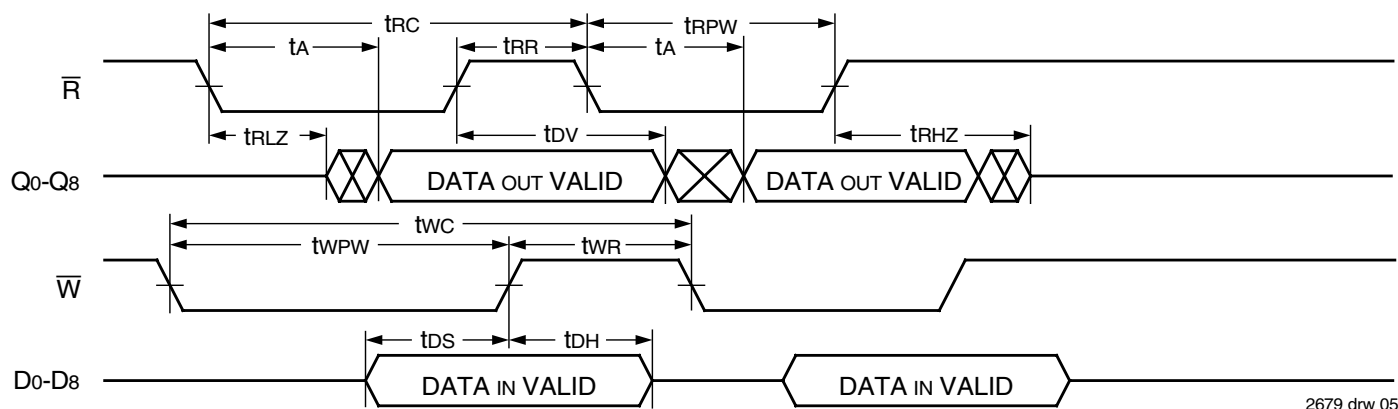 tRC tRPW
tA tRR tA
R
tRLZ tDV tRHZ
Q0-Q8 DATA OUT VALID DATA OUT VALID
tWC
tWPW tWR
W
tDS tDH
D0-D8 DATA IN VALID DATA IN VALID
2679 drw 05